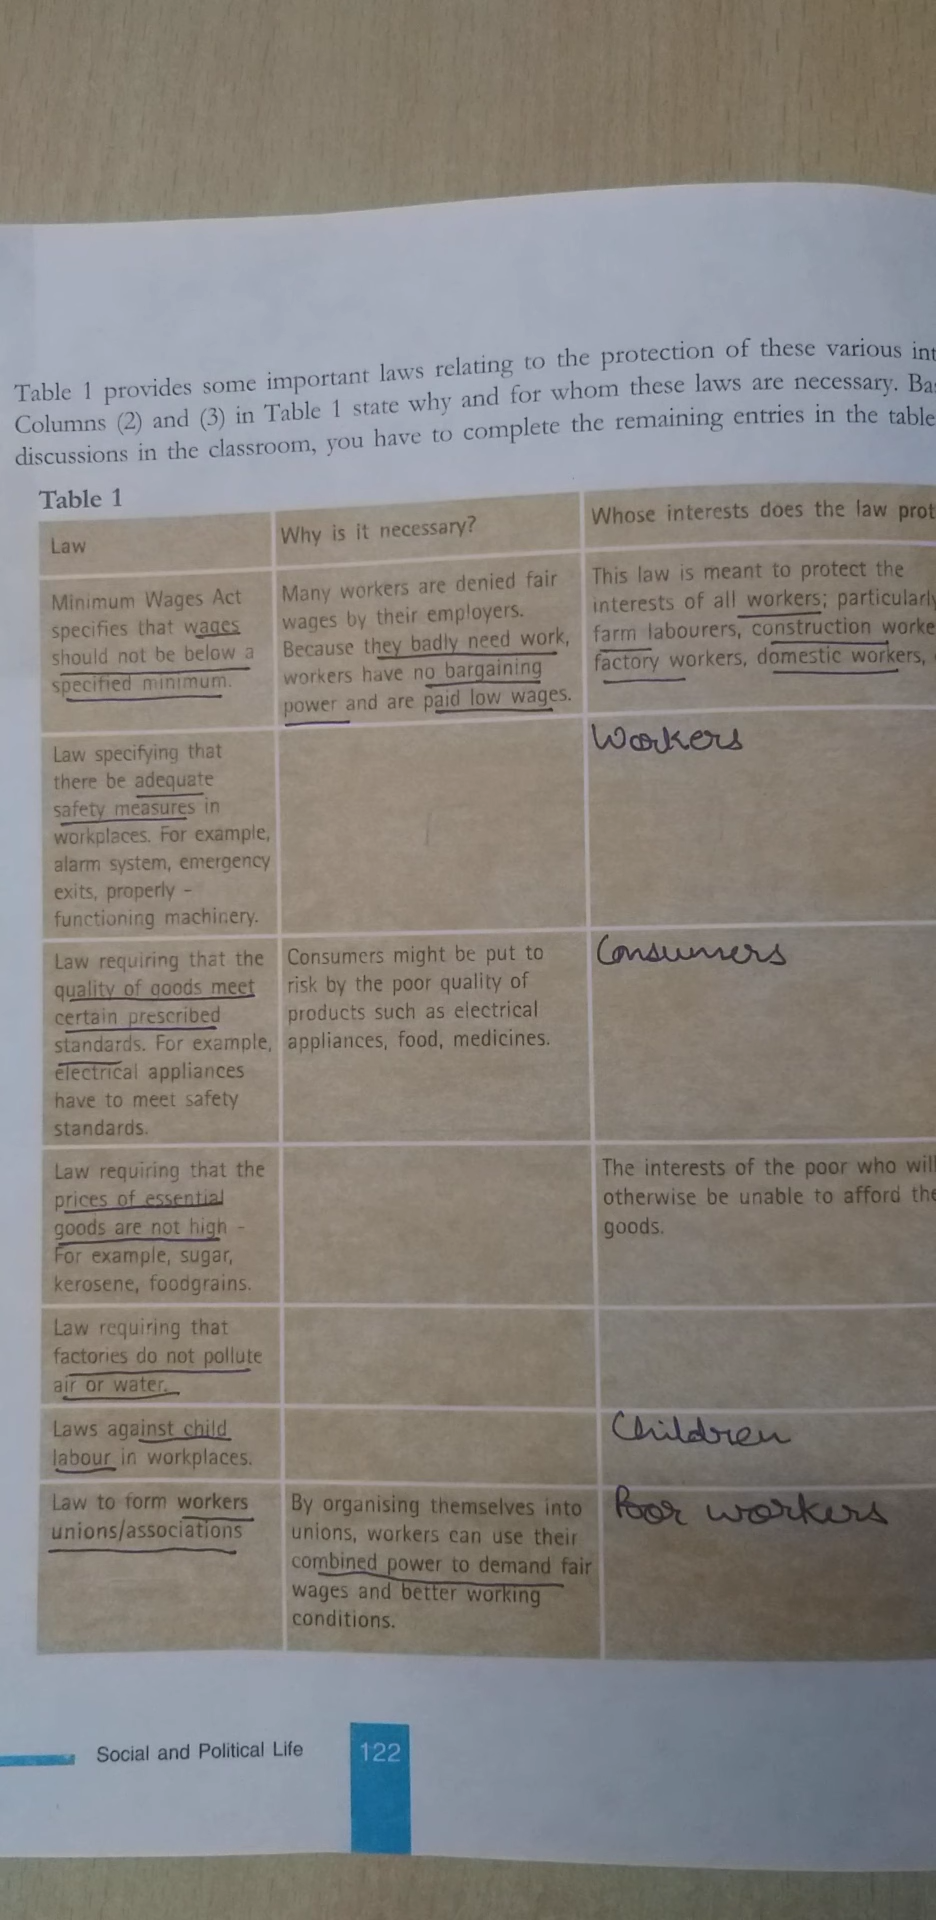 Table 1 provides some important laws relating to the protection of these various
Columns (2) and (3) in Table 1 state why and for whom these laws are necessary.
discussions in the classroom, you have to complete the remaining entries in the table
Table 1
Law
Why is it necessary?
Whose interests does the law
Minimum Wages Act
specifies that wages
should not be below a
specified minimum.
Many workers are denied fair
wages by their employers.
Because they badly need work,
workers have no bargaining
power and are paid low wages.
This law is meant to protect the
interests of all workers; particularly
farm labourers, construction
factory workers, domestic workers,
Law specifying that
there be adequate
safety measures in
workplaces. For example,
alarm system, emergency
exits, properly –
functioning machinery.
Workers
Law requiring that the
quality of goods meet
certain prescribed
standards. For example,
electrical appliances
have to meet safety
standards.
Consumers might be put to
risk by the poor quality of
products such as electrical
appliances, food, medicines.
Consumers
Law requiring that the
prices of essential
goods are not high –
For example, sugar,
kerosene, foodgrains.
The interests of the poor who will
otherwise be unable to afford
goods.
Law requiring that
factories do not pollute
air or water.
Laws against child
labour in workplaces.
Children
Law to form workers
unions/associations
By organising themselves into
unions, workers can use their
combined power to demand fair
wages and better working
conditions.
Poor workers
Social and Political Life
122